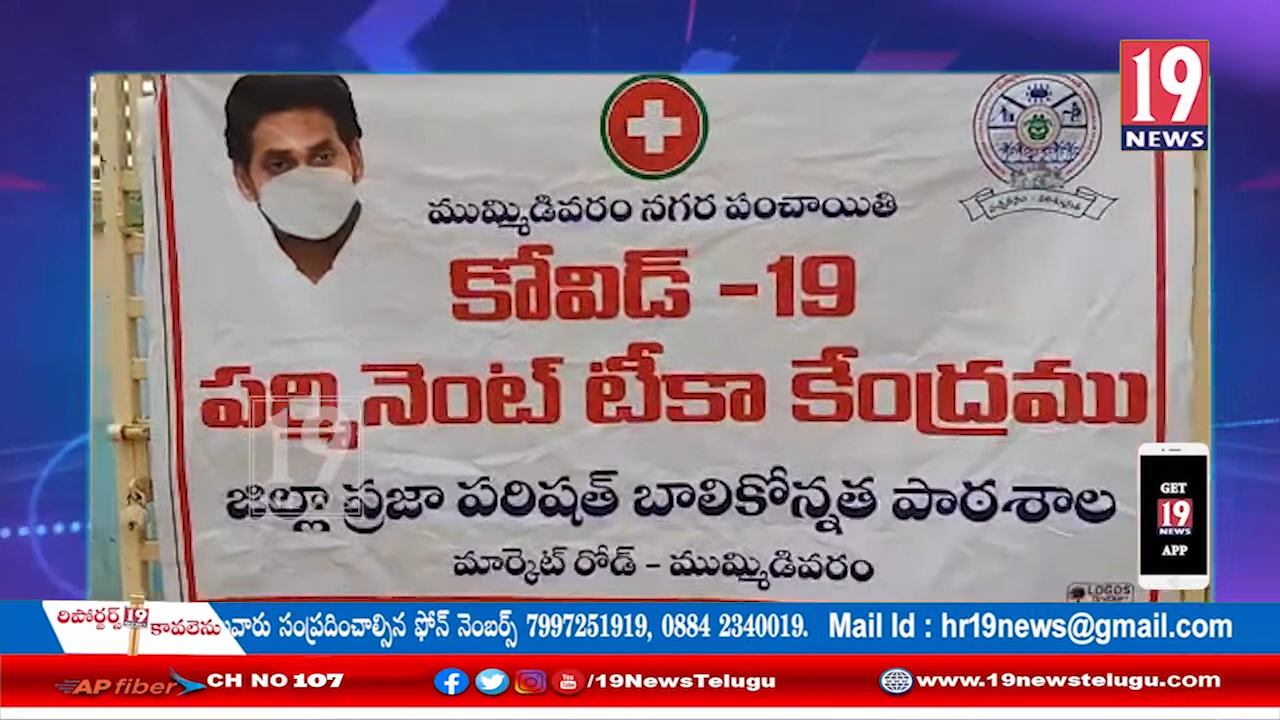 19
NEWS
ముమ్మిడివరం నగర పంచాయితి
కోవిడ్ -19
పర్మినెంట్ టీకా కేంద్రము
19
జిల్లా ప్రజా పరిషత్ బాలికోన్నత పాఠశాల
మార్కెట్ రోడ్ - ముమ్మిడివరం
LOGOS
GET
19
NEWS
APP
రిపోర్టర్స్ 19
కావలెను
వారు సంప్రదించాల్సిన ఫోన్ నెంబర్స్ 7997251919, 0884 2340019. Mail Id : hr19news@gmail.com
AP fiber CH NO 107 /19NewsTelugu www.19newstelugu.com